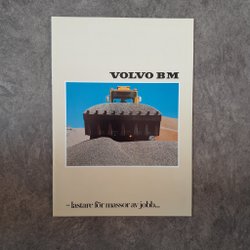 VOLVO BM
– lastare för massor av jobb...